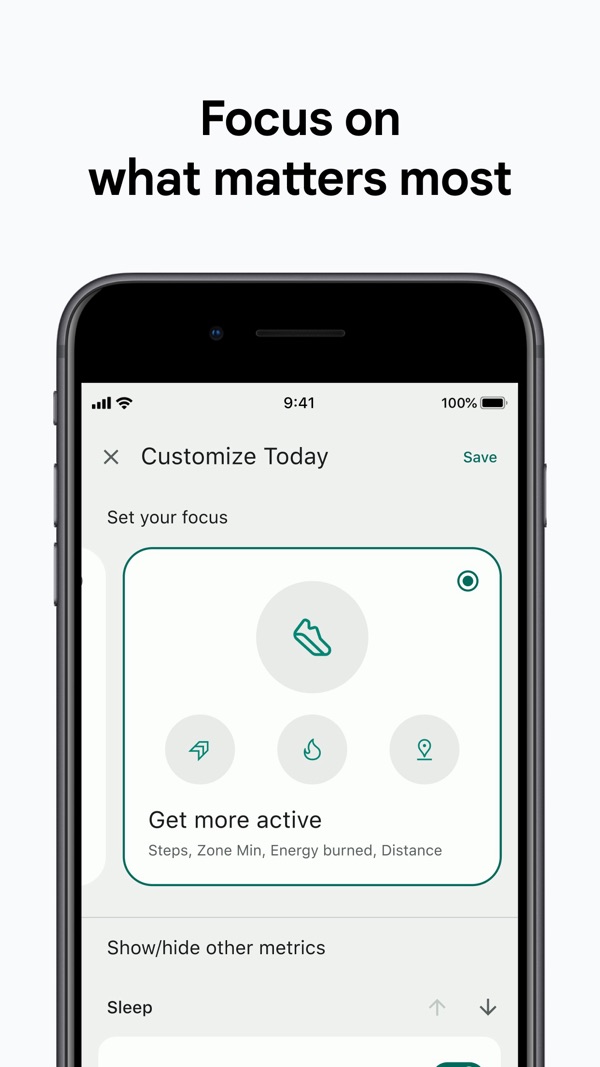 Focus on
what matters most
9:41
100%
Customize Today
Save
Set your focus
Get more active
Steps, Zone Min, Energy burned, Distance
Show/hide other metrics
Sleep